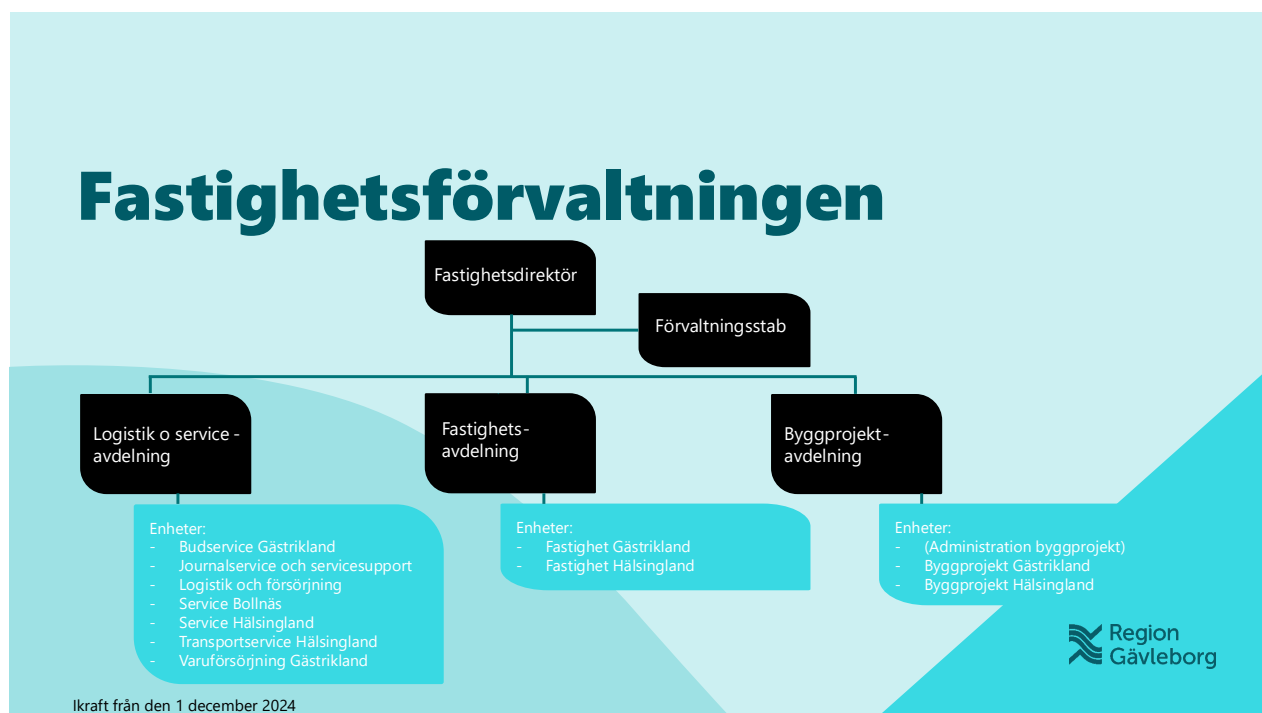 Fastighetsförvaltningen
Fastighetsdirektör
Förvaltningsstab
Logistik o service -
avdelning
Fastighets-
avdelning
Byggprojekt-
avdelning
Enheter:
- Budservice Gästrikland
- Journalservice och servicesupport
- Logistik och försörjning
- Service Bollnäs
- Service Hälsingland
- Transportservice Hälsingland
- Varuförsörjning Gästrikland
Enheter:
- Fastighet Gästrikland
- Fastighet Hälsingland
Enheter:
- (Administration byggprojekt)
- Byggprojekt Gästrikland
- Byggprojekt Hälsingland
Region
Gävleborg
Ikraft från den 1 december 2024